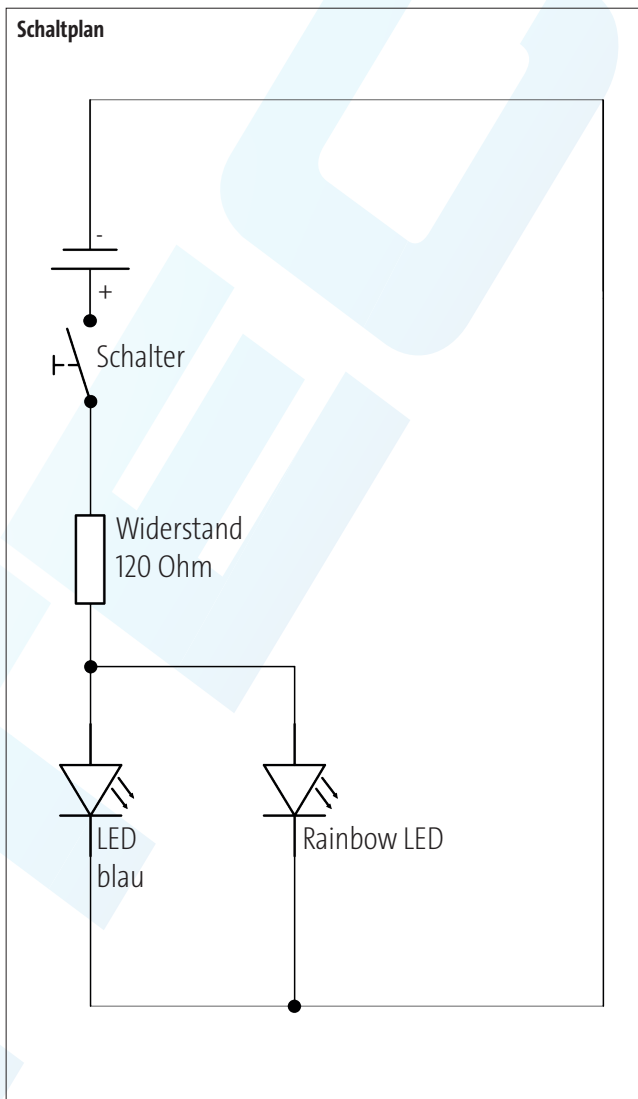 Schaltplan
-
+
Schalter
Widerstand
120 Ohm
LED
blau
Rainbow LED